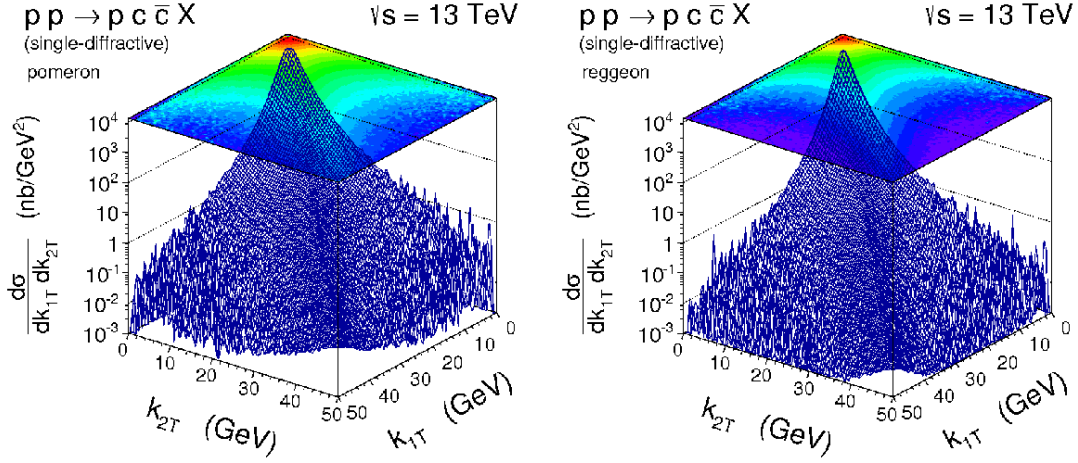 p p → p c c̄ X
√s = 13 TeV
(single-diffractive)
pomeron
dσ
dk1T dk2T
(nb/GeV²)
10⁴
10³
10²
10
1
10⁻¹
10⁻²
10⁻³
0
10
20
30
40
50
k2T (GeV)
50
40
30
20
10
0
k1T (GeV)
p p → p c c̄ X
√s = 13 TeV
(single-diffractive)
reggeon
dσ
dk1T dk2T
(nb/GeV²)
10⁴
10³
10²
10
1
10⁻¹
10⁻²
10⁻³
0
10
20
30
40
50
k2T (GeV)
50
40
30
20
10
0
k1T (GeV)